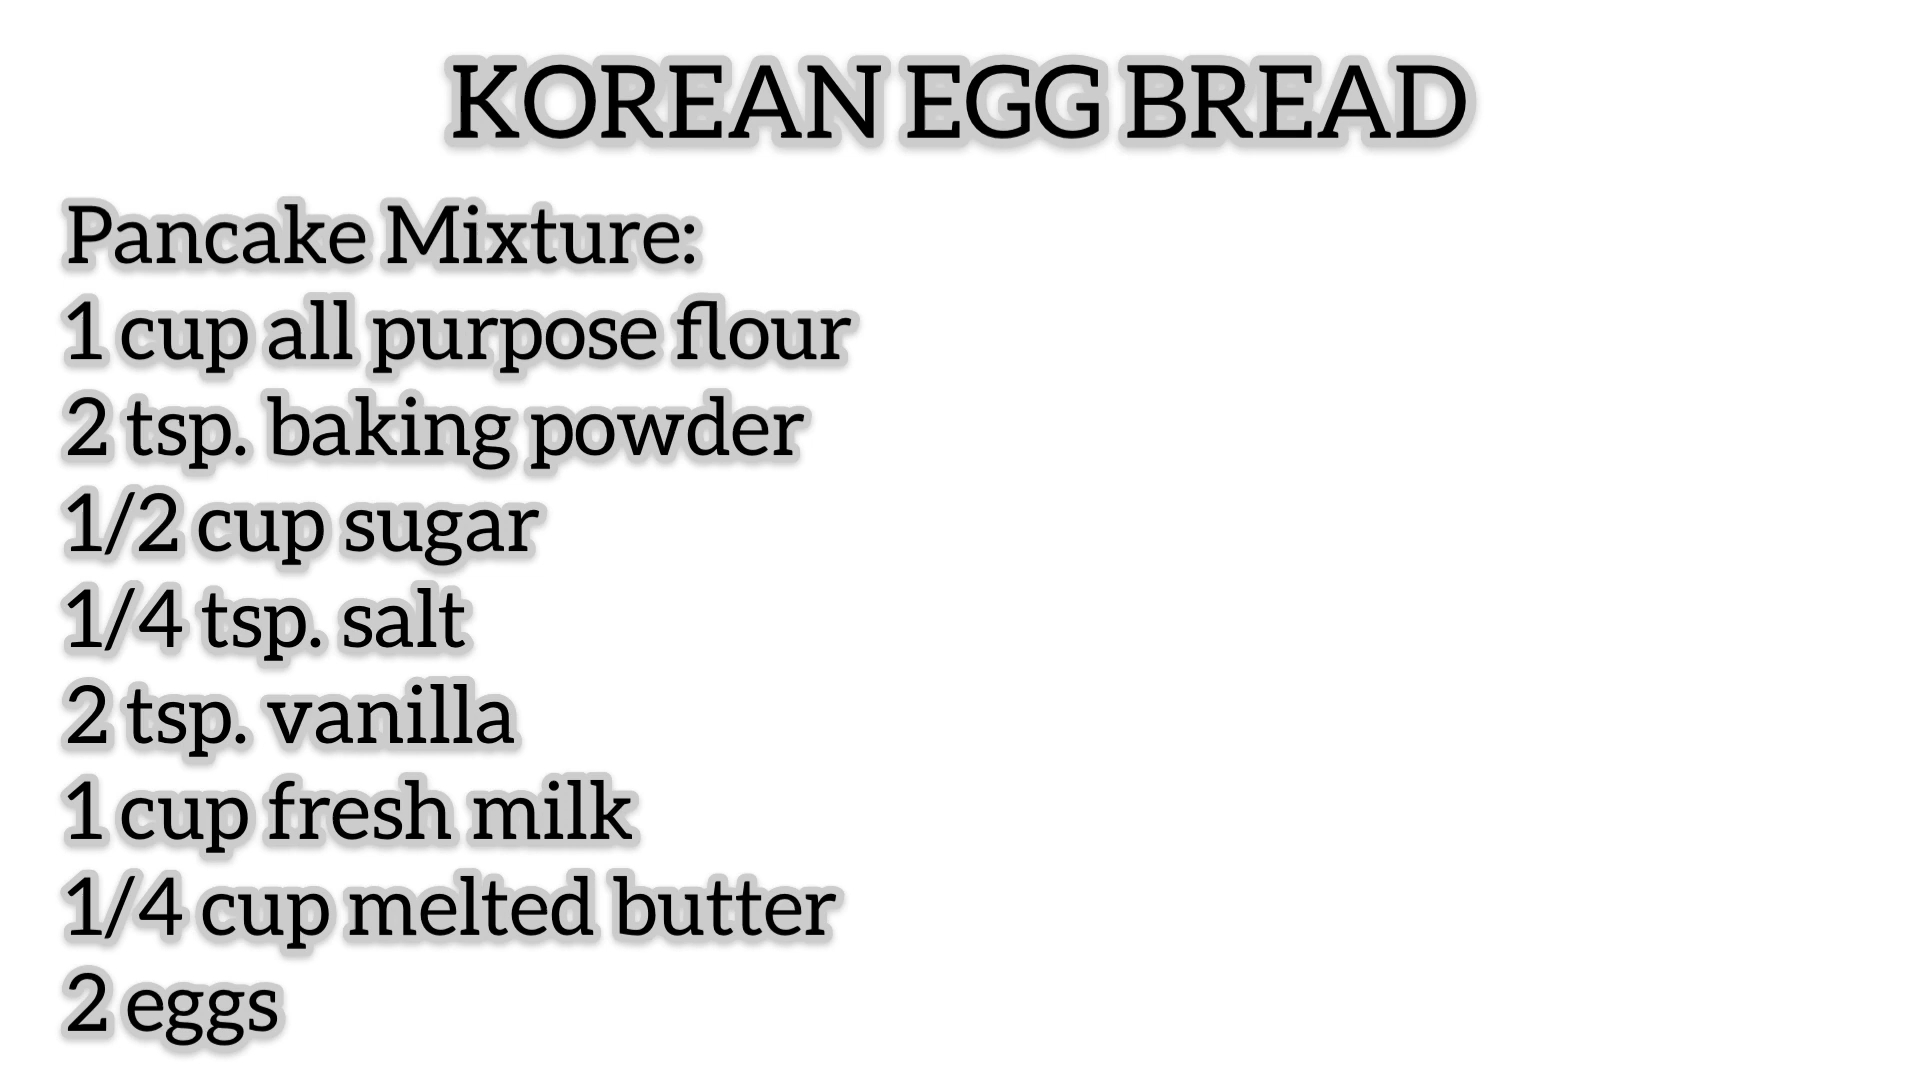 KOREAN EGG BREAD
Pancake Mixture:
1 cup all purpose flour
2 tsp. baking powder
1/2 cup sugar
1/4 tsp. salt
2 tsp. vanilla
1 cup fresh milk
1/4 cup melted butter
2 eggs